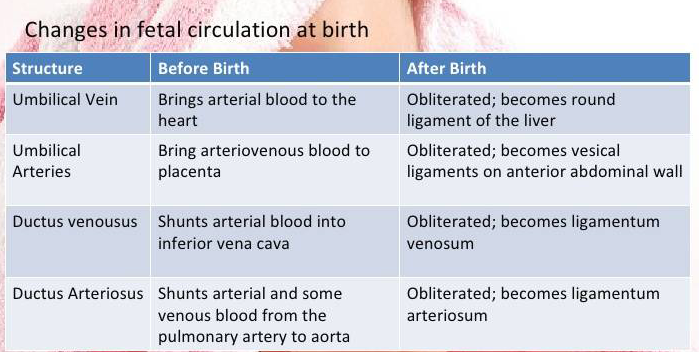 Changes in fetal circulation at birth
Structure Before Birth After Birth
Umbilical Vein Brings arterial blood to the Obliterated; becomes round
heart ligament of the liver
Umbilical Bring arteriovenous blood to Obliterated; becomes vesical
Arteries placenta ligaments on anterior abdominal wall
Ductus venousus Shunts arterial blood into Obliterated; becomes ligamentum
inferior vena cava venosum
Ductus Arteriosus Shunts arterial and some Obliterated; becomes ligamentum
venous blood from the arteriosum
pulmonary artery to aorta